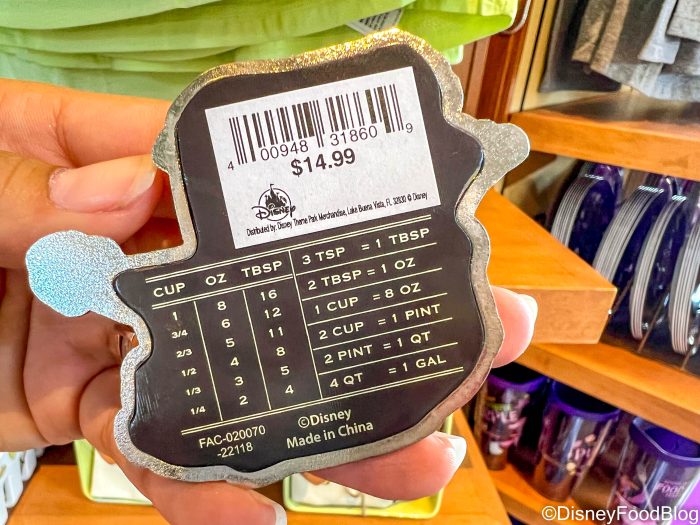 4 00948 31860 9
$14.99
Disney
Distributed by: Disney Theme Park Merchandise, Lake Buena Vista, FL 32830 © Disney
CUP OZ TBSP
1 8 16
3/4 6 12
2/3 5 11
1/2 4 8
1/3 3 5
1/4 2 4
3 TSP = 1 TBSP
2 TBSP = 1 OZ
1 CUP = 8 OZ
2 CUP = 1 PINT
2 PINT = 1 QT
4 QT = 1 GAL
©Disney
Made in China
FAC-020070
-22118
©DisneyFoodBlog